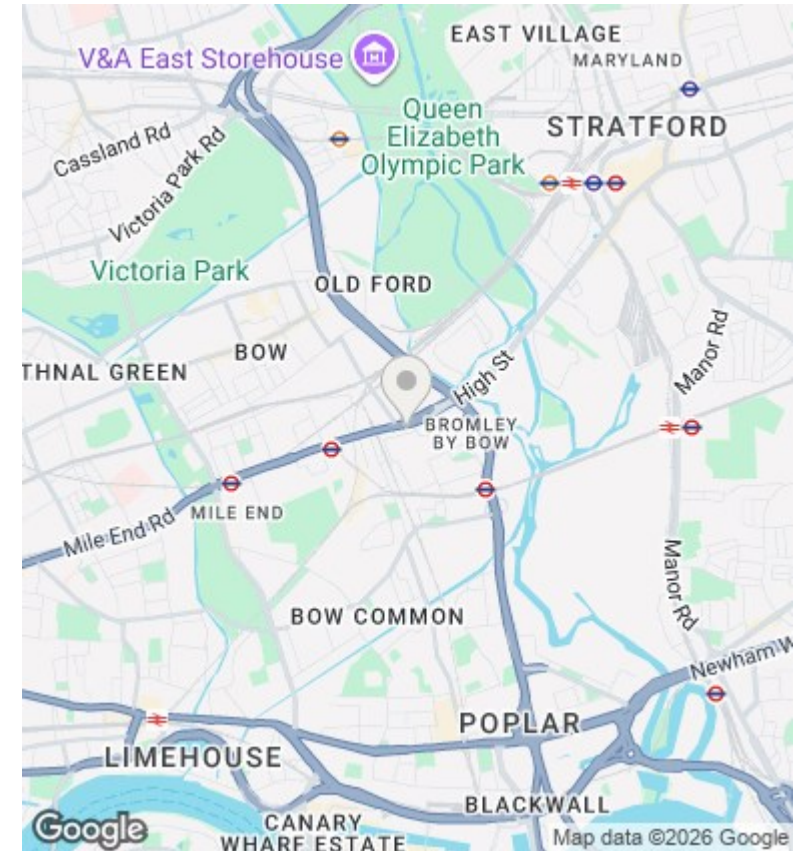 EAST VILLAGE
V&A East Storehouse
MARYLAND
Queen
Elizabeth
Olympic Park
STRATFORD
Cassland Rd
Victoria Park Rd
Victoria Park
OLD FORD
Manor Rd
BOW
THNAL GREEN
High St
BROMLEY
BY BOW
MILE END
Mile End Rd
Manor Rd
BOW COMMON
Newham W
POPLAR
LIMEHOUSE
BLACKWALL
CANARY
WHARF ESTATE
Google
Map data ©2026 Google